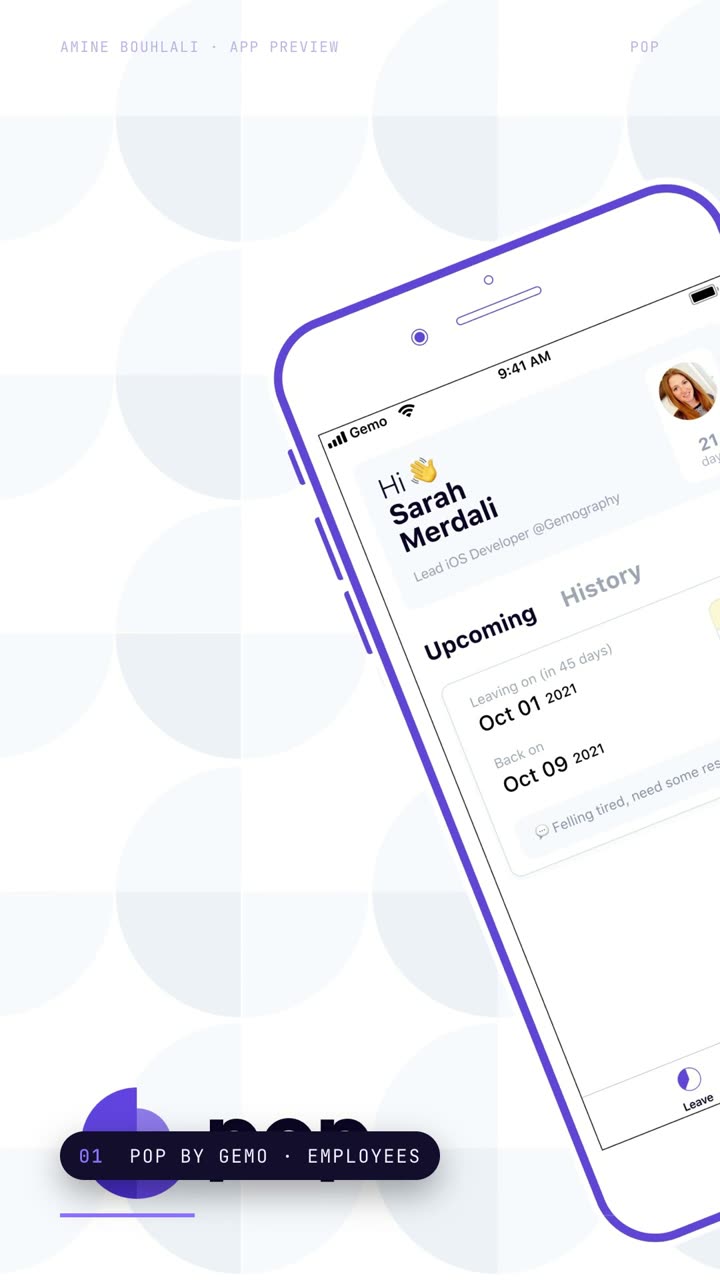 AMINE BOUHLALI · APP PREVIEW
POP
9:41 AM
Gemo
Hi 👋
Sarah
Merdali
Lead iOS Developer @Gemography
21
Upcoming
History
Leaving on (in 45 days)
Oct 01 2021
Back on
Oct 09 2021
Felling tired, need some
Leave
pop
01 POP BY GEMO · EMPLOYEES